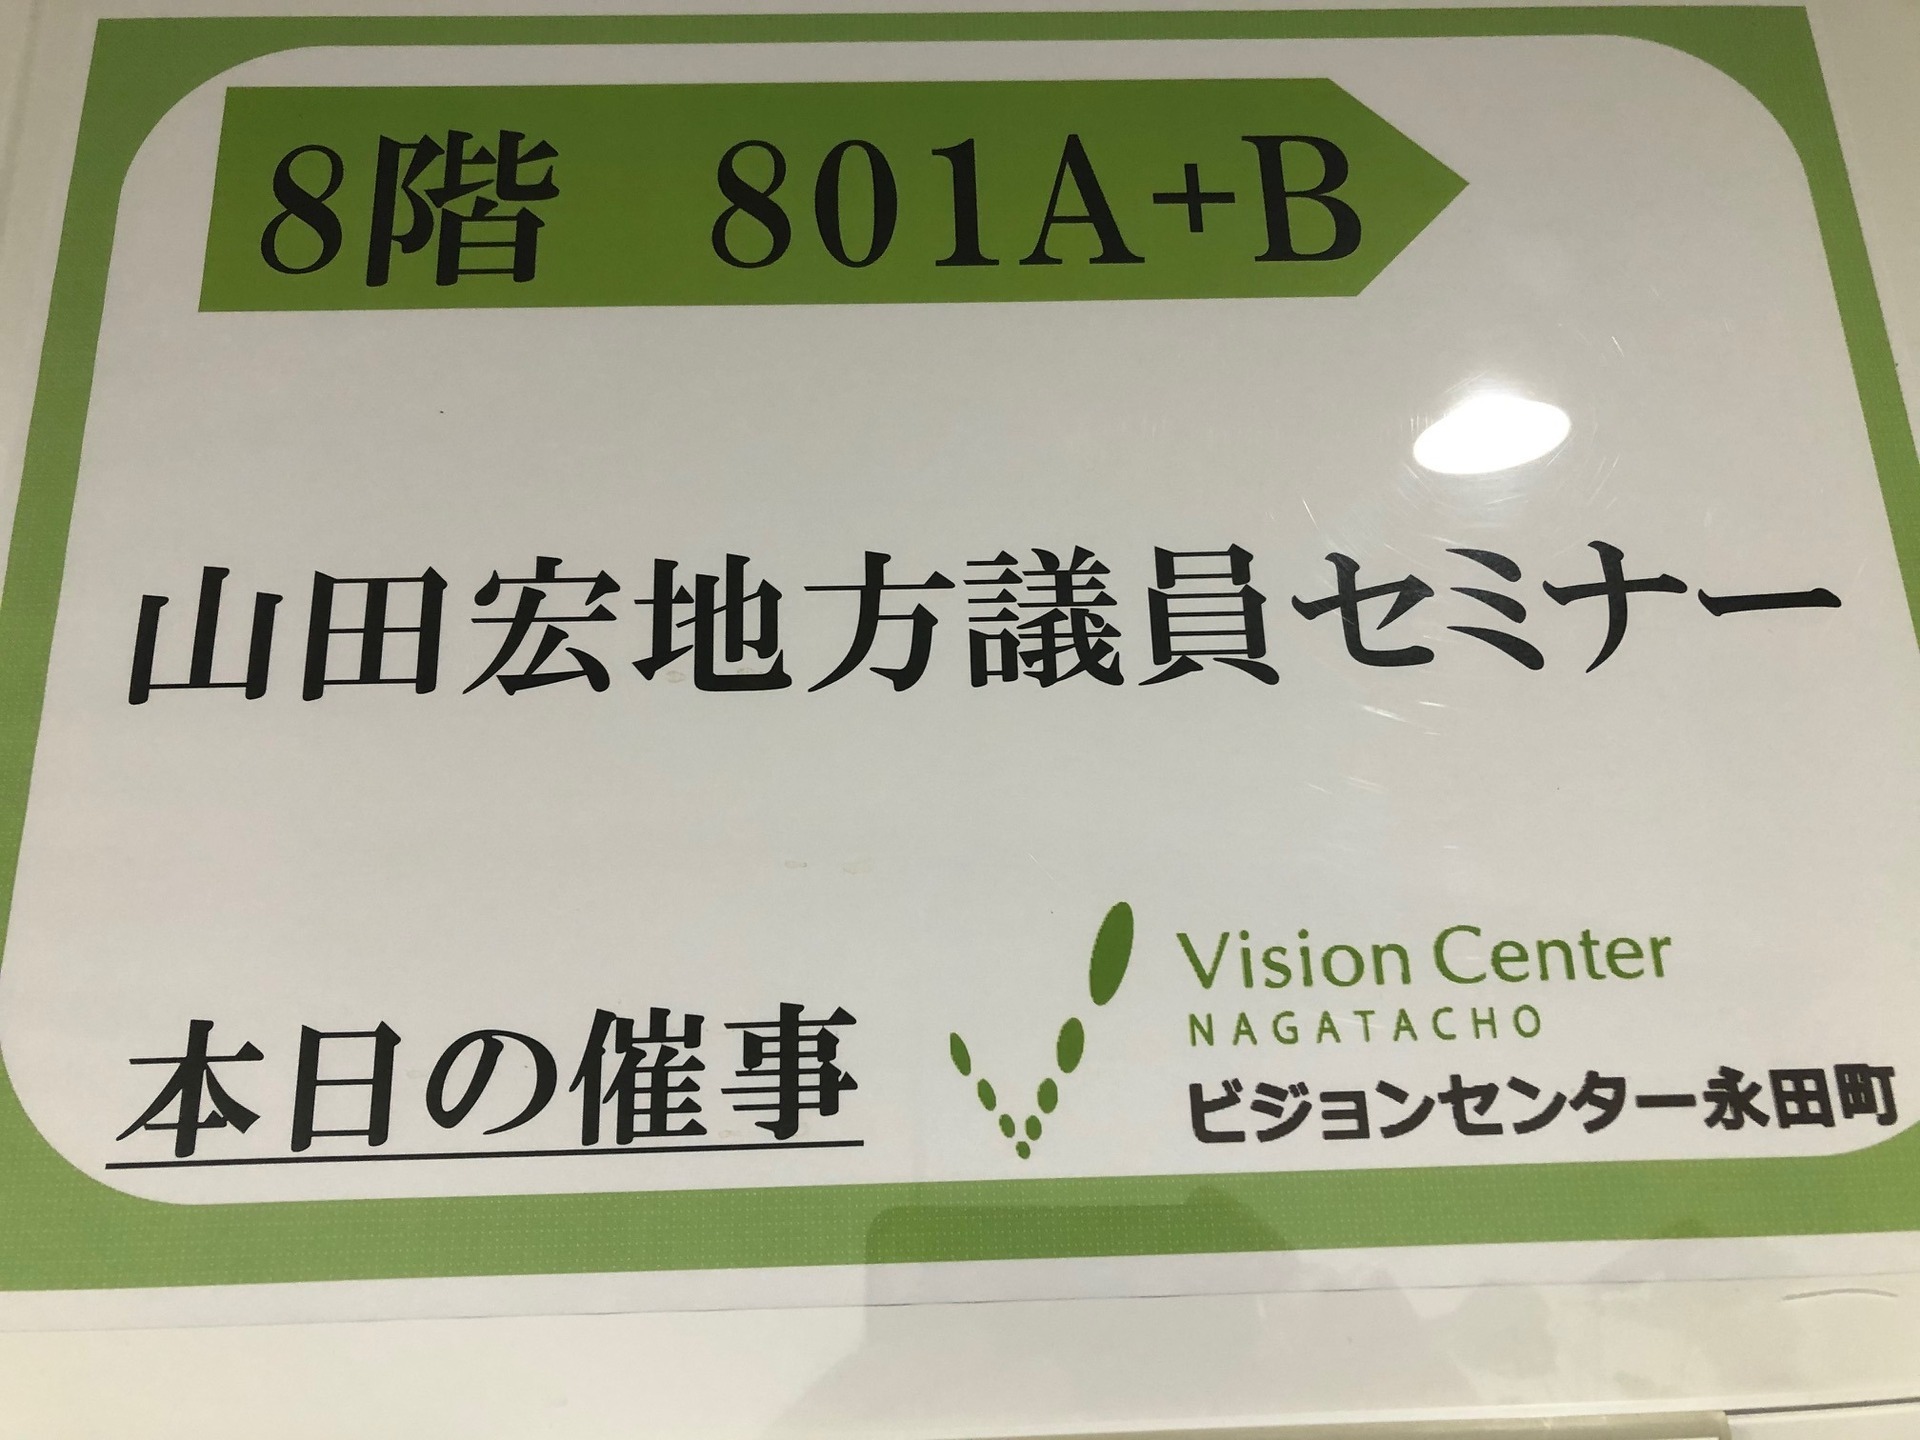 8階 801A+B
山田宏地方議員セミナー
本日の催事
Vision Center
NAGATACHO
ビジョンセンター永田町